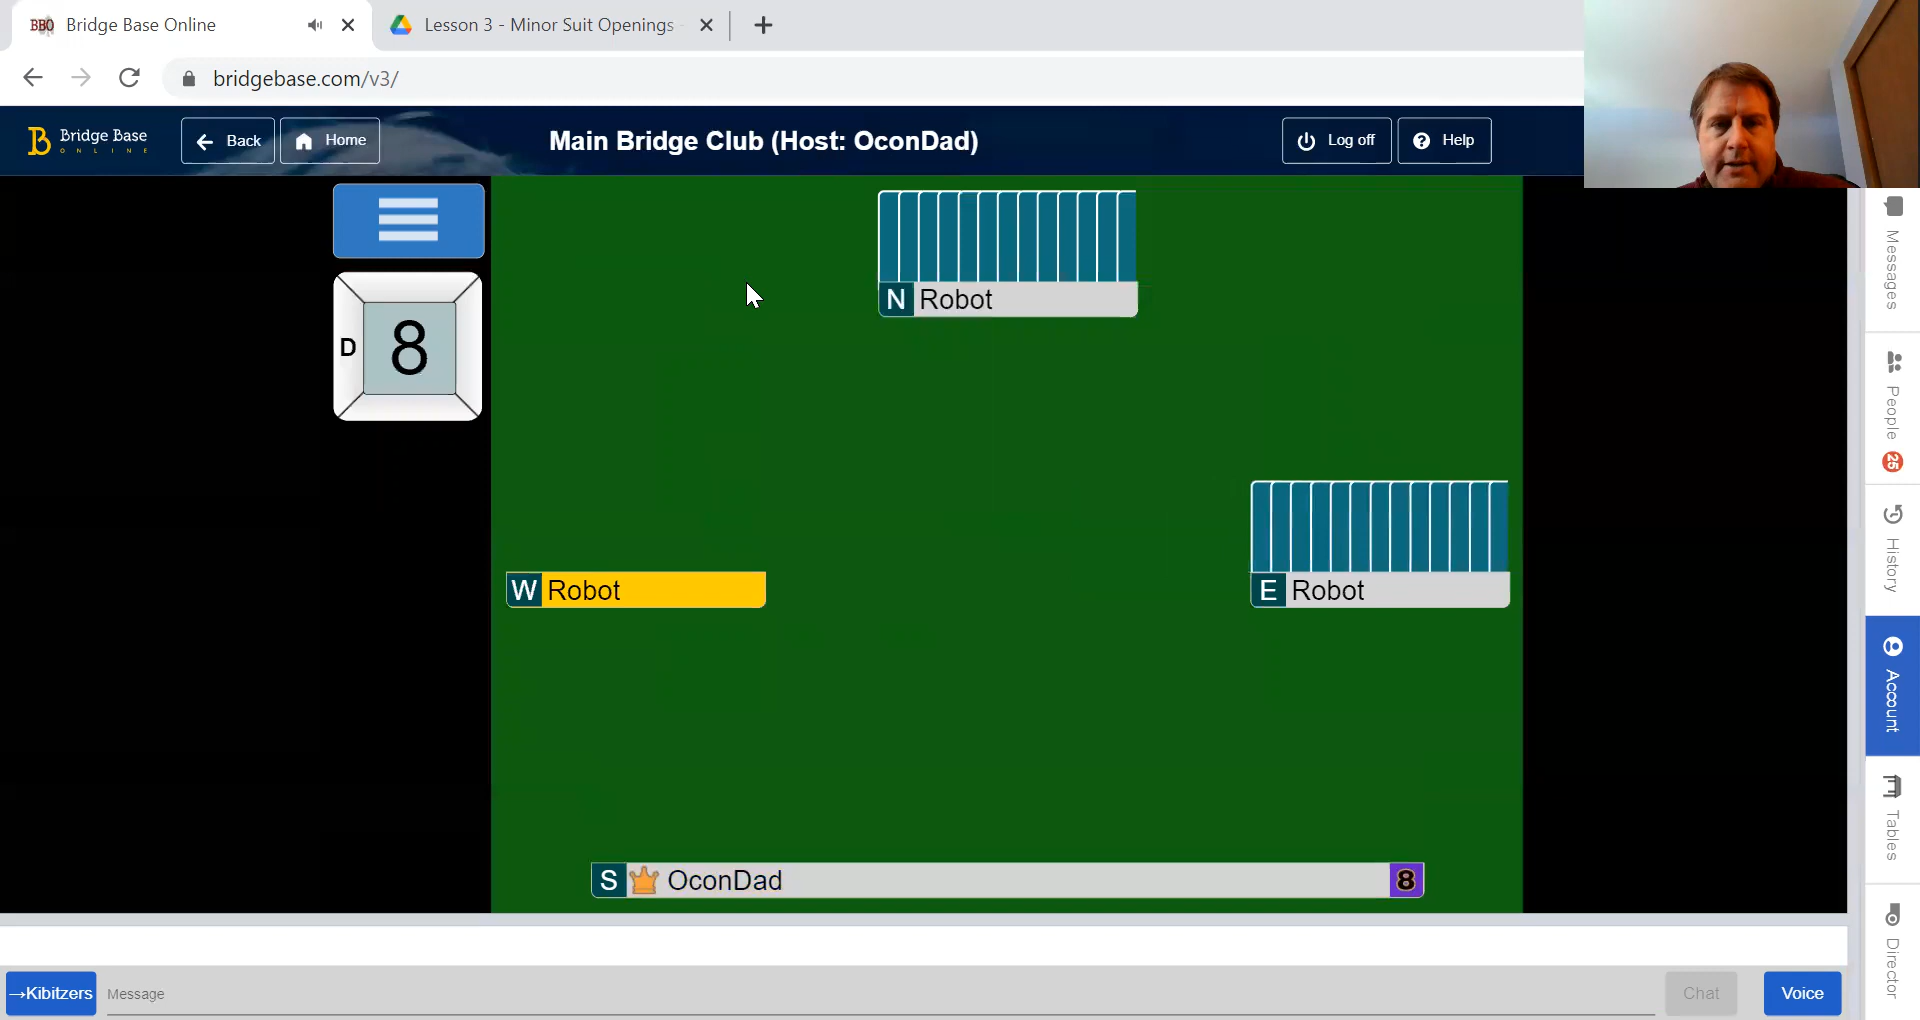 BBO Bridge Base Online
Lesson 3 - Minor Suit Openings -
bridgebase.com/v3/
Bridge Base
ONLINE
Back
Home
Main Bridge Club (Host: OconDad)
Log off
Help
D 8
N Robot
W Robot
E Robot
S OconDad 8
Messages
People 25
History
Account
Tables
Director
→Kibitzers
Message
Chat
Voice